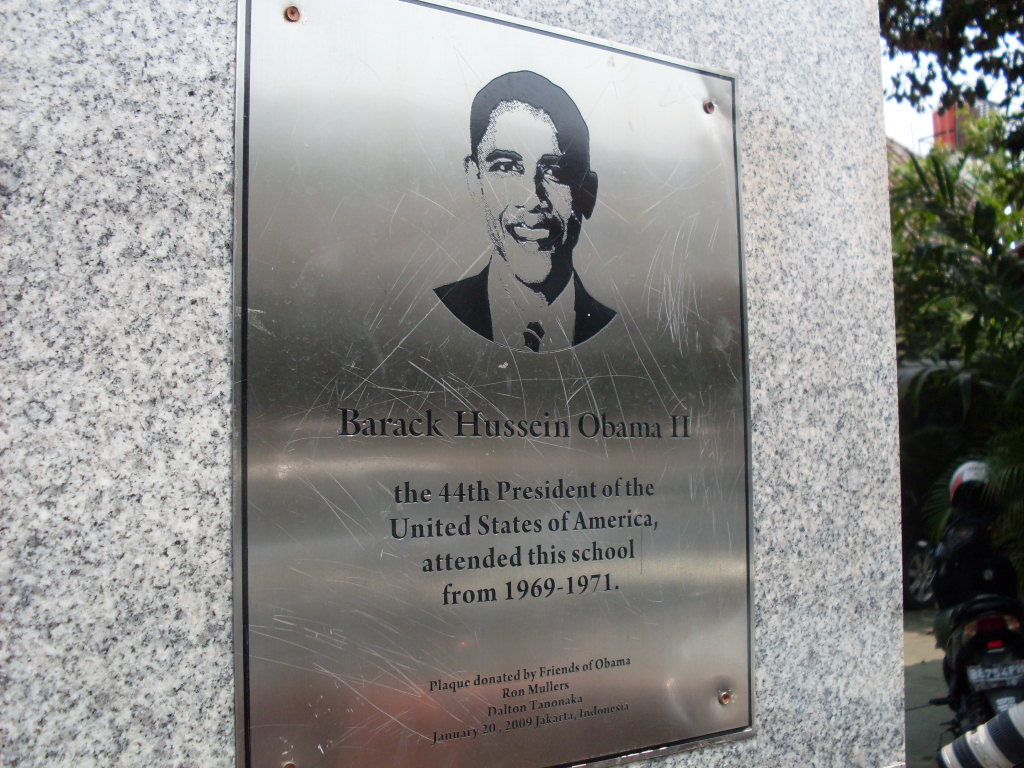 Barack Hussein Obama II
the 44th President of the
United States of America,
attended this school
from 1969-1971.
Plaque donated by Friends of Obama
Ron Mullers
Dalton Tanonaka
January 20 , 2009 Jakarta, Indonesia